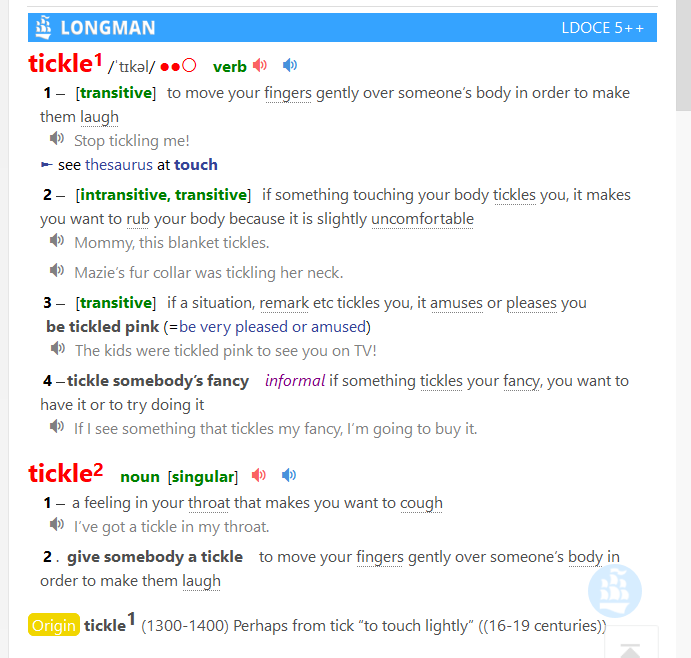 LONGMAN LDOCE 5++
tickle1 /ˈtɪkəl/ ●●○ verb
1 – [transitive] to move your fingers gently over someone’s body in order to make
them laugh
Stop tickling me!
► see thesaurus at touch
2 – [intransitive, transitive] if something touching your body tickles you, it makes
you want to rub your body because it is slightly uncomfortable
Mommy, this blanket tickles.
Mazie’s fur collar was tickling her neck.
3 – [transitive] if a situation, remark etc tickles you, it amuses or pleases you
be tickled pink (=be very pleased or amused)
The kids were tickled pink to see you on TV!
4 –tickle somebody’s fancy informal if something tickles your fancy, you want to
have it or to try doing it
If I see something that tickles my fancy, I’m going to buy it.
tickle2 noun [singular]
1 – a feeling in your throat that makes you want to cough
I’ve got a tickle in my throat.
2 . give somebody a tickle to move your fingers gently over someone’s body in
order to make them laugh
Origin tickle1 (1300-1400) Perhaps from tick “to touch lightly” ((16-19 centuries))